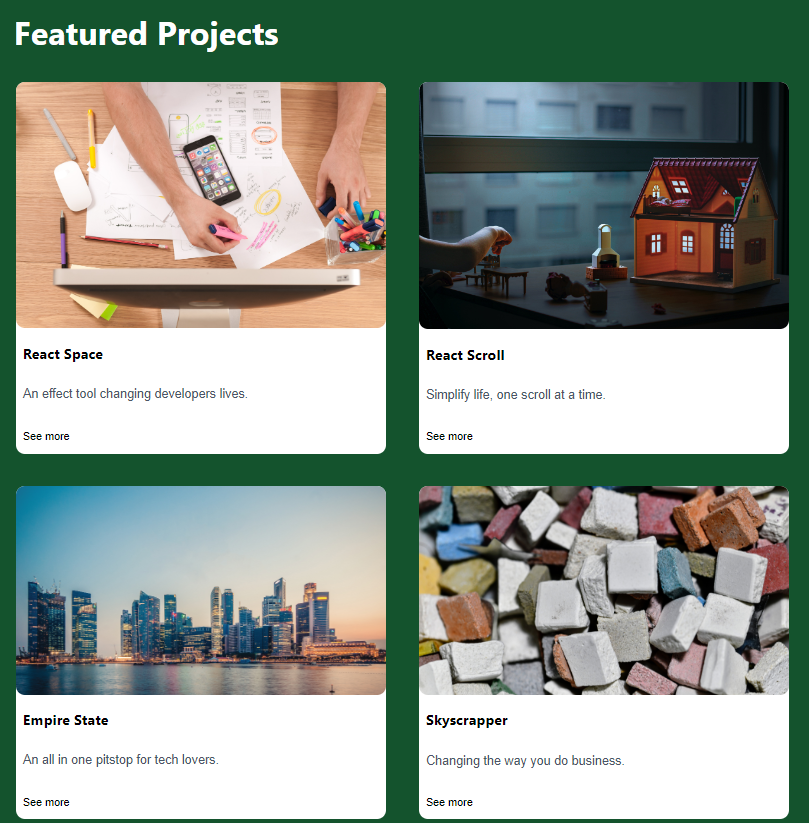 Featured Projects
React Space
An effect tool changing developers lives.
See more
React Scroll
Simplify life, one scroll at a time.
See more
Empire State
An all in one pitstop for tech lovers.
See more
Skyscrapper
Changing the way you do business.
See more